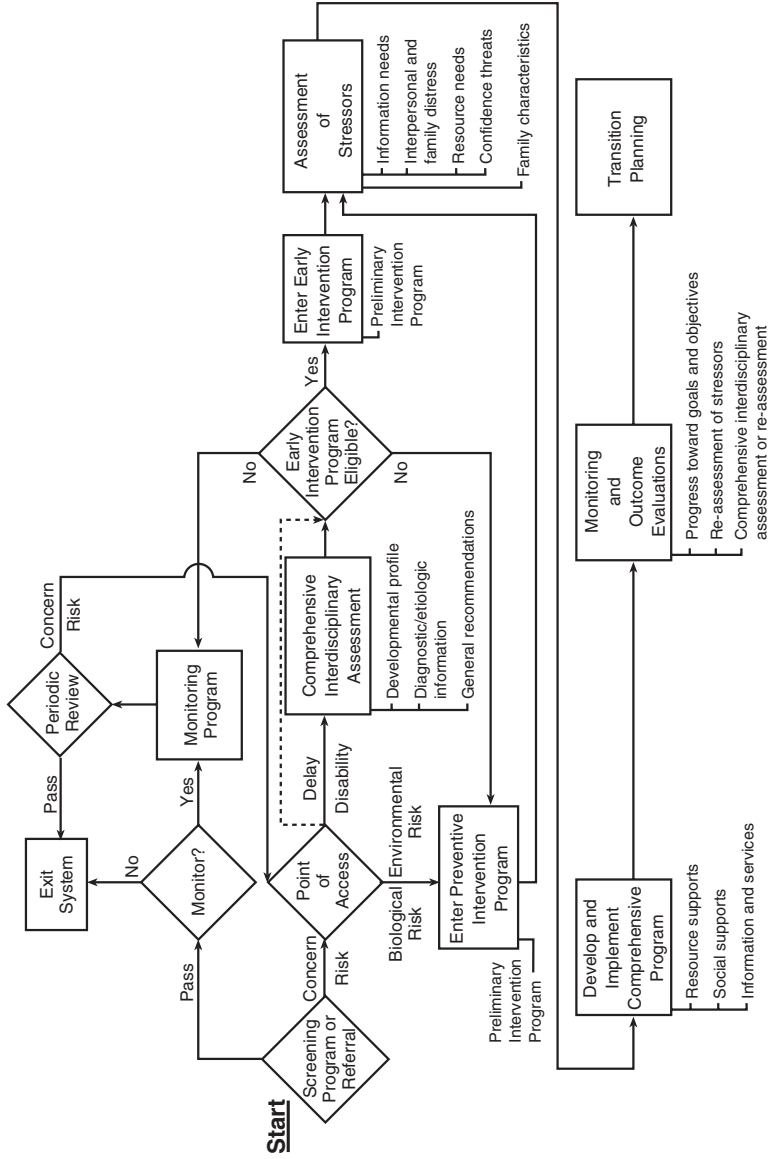 Start
Screening
Program or
Referral
Pass
Concern
Risk
Monitor?
No
Yes
Exit
System
Pass
Periodic
Review
Concern
Risk
Monitoring
Program
Point
of
Access
Delay
Disability
Biological
Risk
Environmental
Risk
Enter Preventive
Intervention
Program
Preliminary
Intervention
Program
Comprehensive
Interdisciplinary
Assessment
Developmental profile
Diagnostic/etiologic
information
General recommendations
Early
Intervention
Program
Eligible?
No
No
Yes
Enter Early
Intervention
Program
Preliminary
Intervention
Program
Assessment
of
Stressors
Information needs
Interpersonal and
family distress
Resource needs
Confidence threats
Family characteristics
Develop and
Implement
Comprehensive
Program
Resource supports
Social supports
Information and services
Monitoring
and
Outcome
Evaluations
Progress toward goals and objectives
Re-assessment of stressors
Comprehensive interdisciplinary
assessment or re-assessment
Transition
Planning